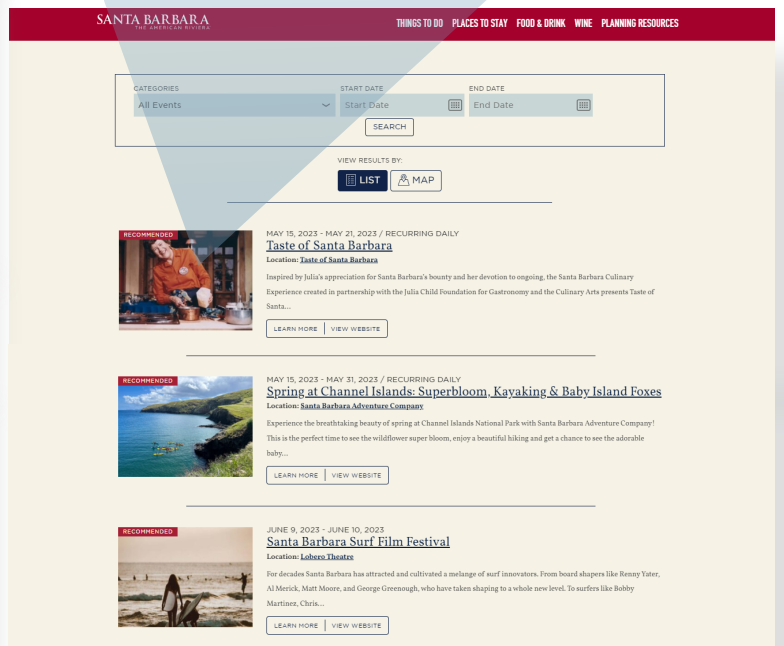 SANTA BARBARA
THE AMERICAN RIVIERA
THINGS TO DO PLACES TO STAY FOOD & DRINK WINE PLANNING RESOURCES
CATEGORIES START DATE END DATE
All Events Start Date End Date
SEARCH
VIEW RESULTS BY:
LIST MAP
RECOMMENDED
MAY 15, 2023 - MAY 21, 2023 / RECURRING DAILY
Taste of Santa Barbara
Location: Taste of Santa Barbara
Inspired by Julia's appreciation for Santa Barbara's bounty and her devotion to ongoing, the Santa Barbara Culinary
Experience created in partnership with the Julia Child Foundation for Gastronomy and the Culinary Arts presents Taste of
Santa...
LEARN MORE VIEW WEBSITE
RECOMMENDED
MAY 15, 2023 - MAY 31, 2023 / RECURRING DAILY
Spring at Channel Islands: Superbloom, Kayaking & Baby Island Foxes
Location: Santa Barbara Adventure Company
Experience the breathtaking beauty of spring at Channel Islands National Park with Santa Barbara Adventure Company!
This is the perfect time to see the wildflower super bloom, enjoy a beautiful hiking and get a chance to see the adorable
baby...
LEARN MORE VIEW WEBSITE
RECOMMENDED
JUNE 9, 2023 - JUNE 10, 2023
Santa Barbara Surf Film Festival
Location: Lobero Theatre
For decades Santa Barbara has attracted and cultivated a melange of surf innovators. From board shapers like Renny Yater,
Al Merick, Matt Moore, and George Greenough, who have taken shaping to a whole new level. To surfers like Bobby
Martinez, Chris...
LEARN MORE VIEW WEBSITE